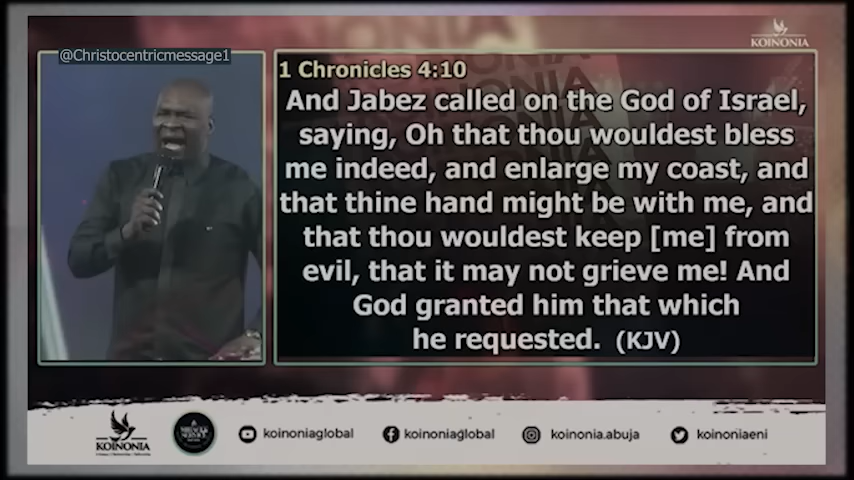 @Christocentricmessage1
KOINONIA
1 Chronicles 4:10
And Jabez called on the God of Israel,
saying, Oh that thou wouldest bless
me indeed, and enlarge my coast, and
that thine hand might be with me, and
that thou wouldest keep [me] from
evil, that it may not grieve me! And
God granted him that which
he requested. (KJV)
KOINONIA
MIRACLE
SERVICE
koinoniaglobal
koinoniaglobal
koinonia.abuja
koinoniaeni